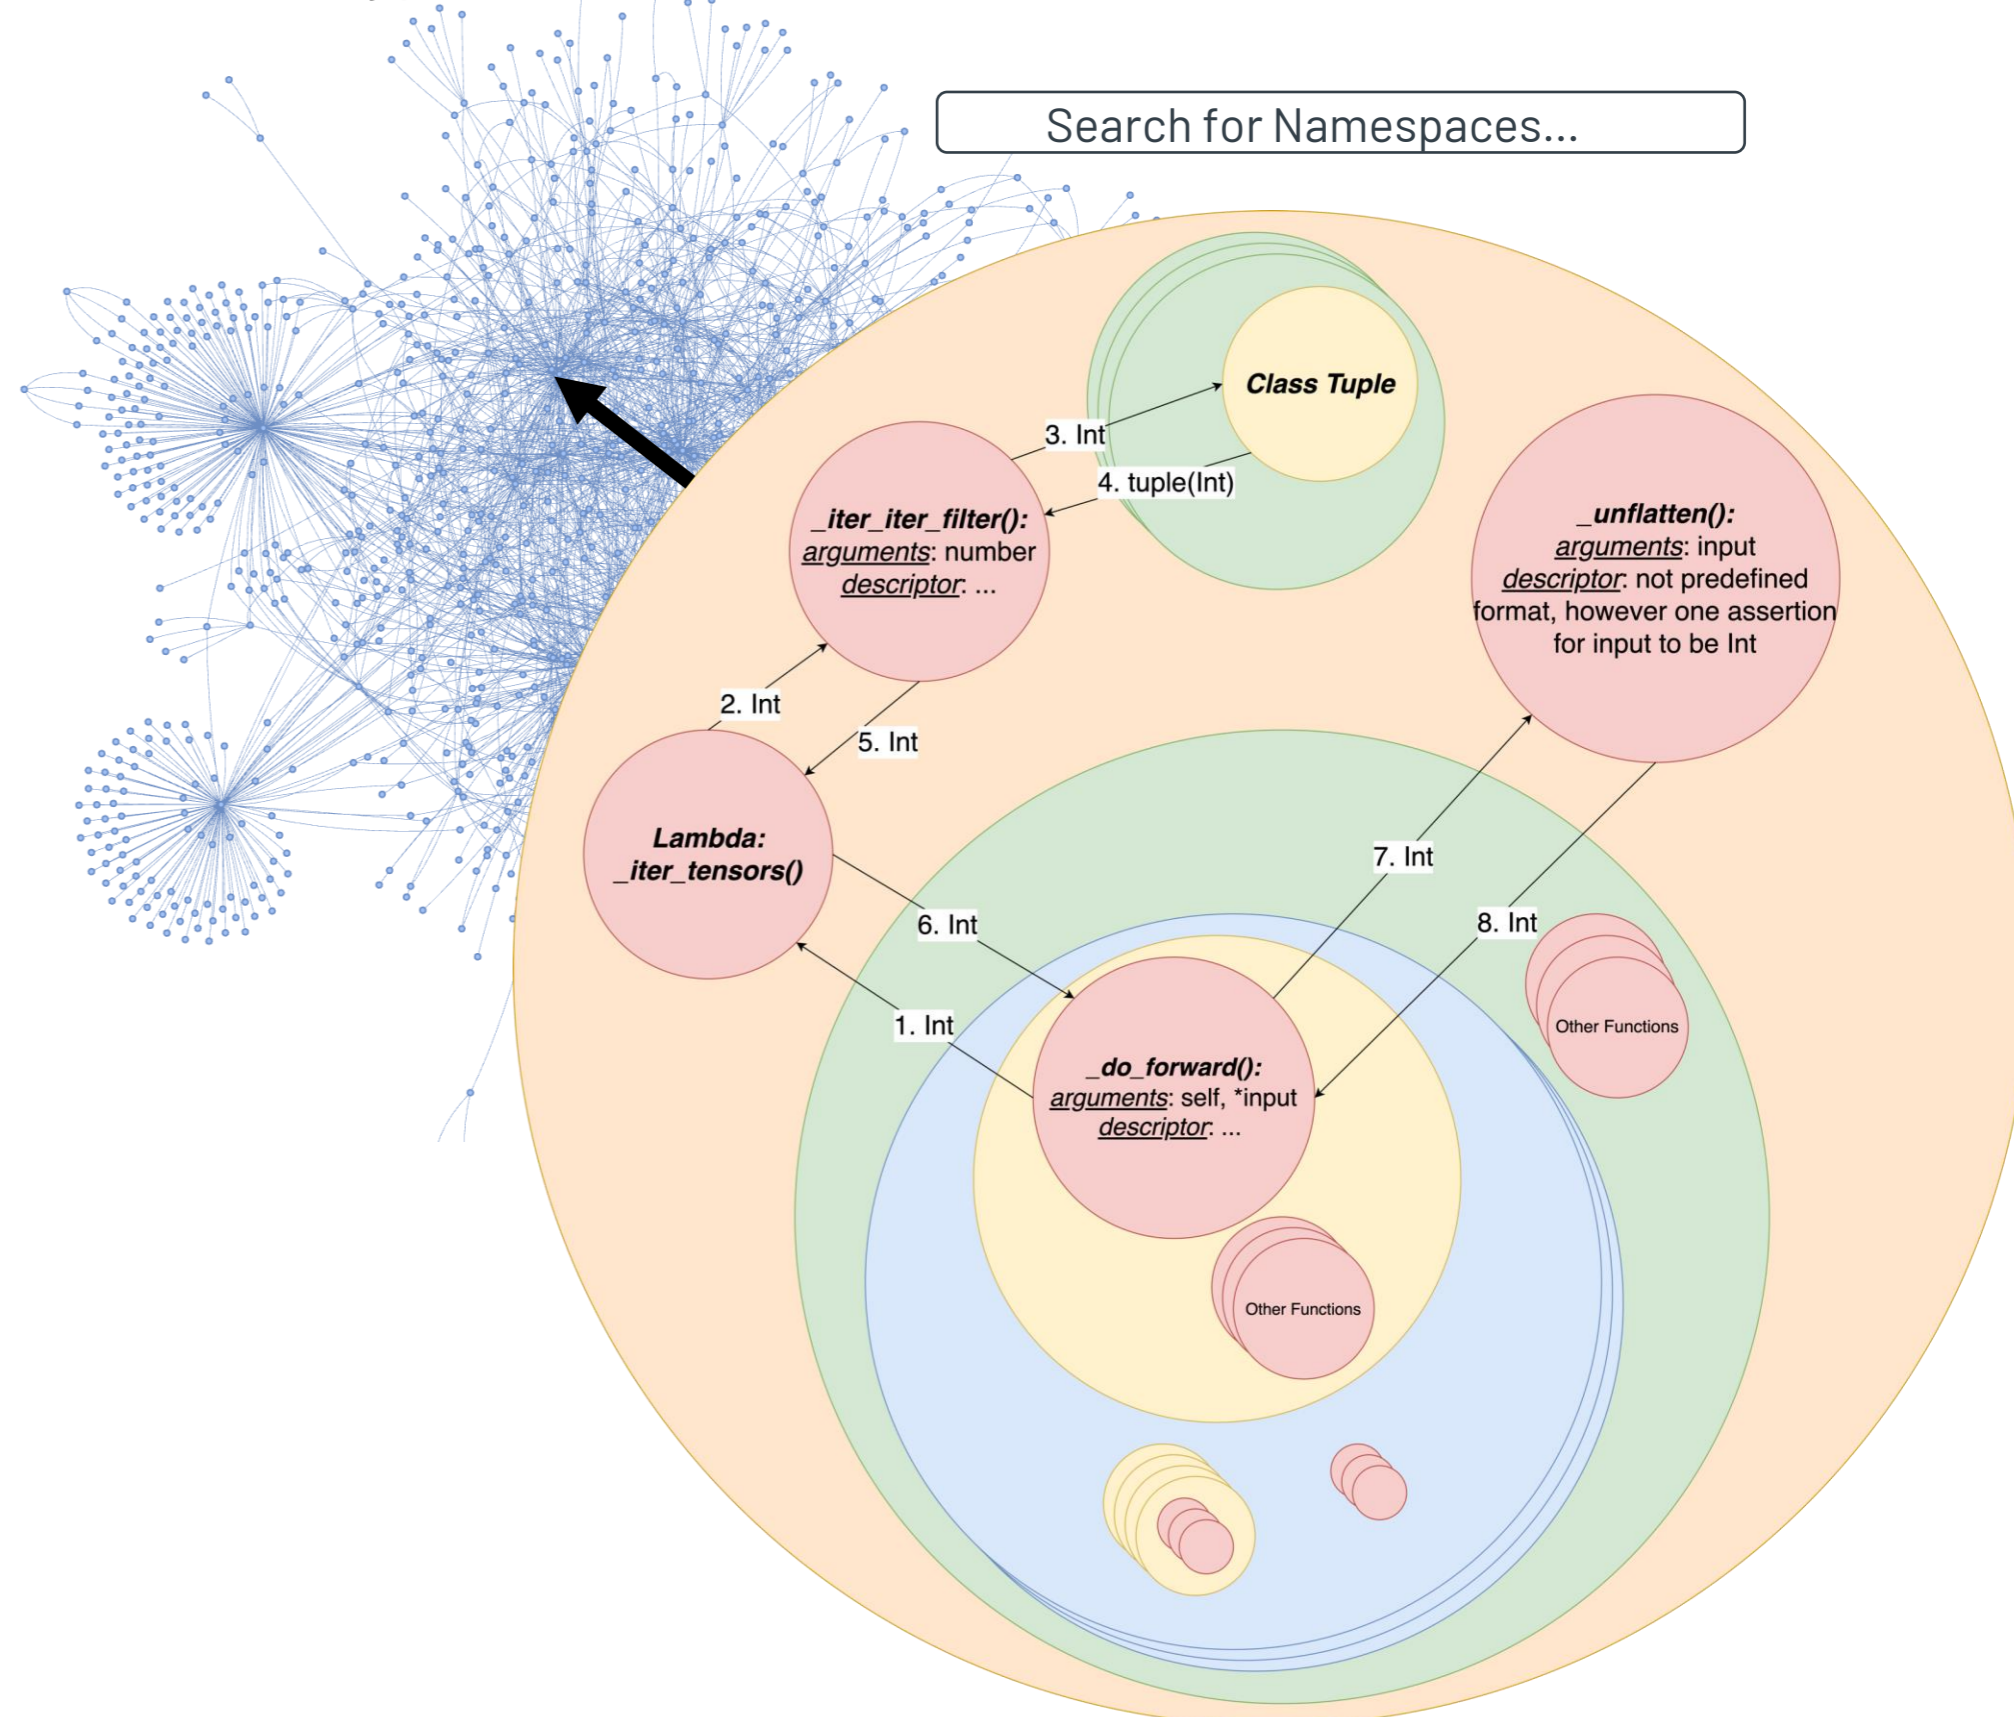 Search for Namespaces...
Class Tuple
3. Int
4. tuple(Int)
_iter_iter_filter():
arguments: number
descriptor: ...
_unflatten():
arguments: input
descriptor: not predefined
format, however one assertion
for input to be Int
2. Int
5. Int
Lambda:
_iter_tensors()
7. Int
6. Int
8. Int
1. Int
Other Functions
_do_forward():
arguments: self, *input
descriptor: ...
Other Functions